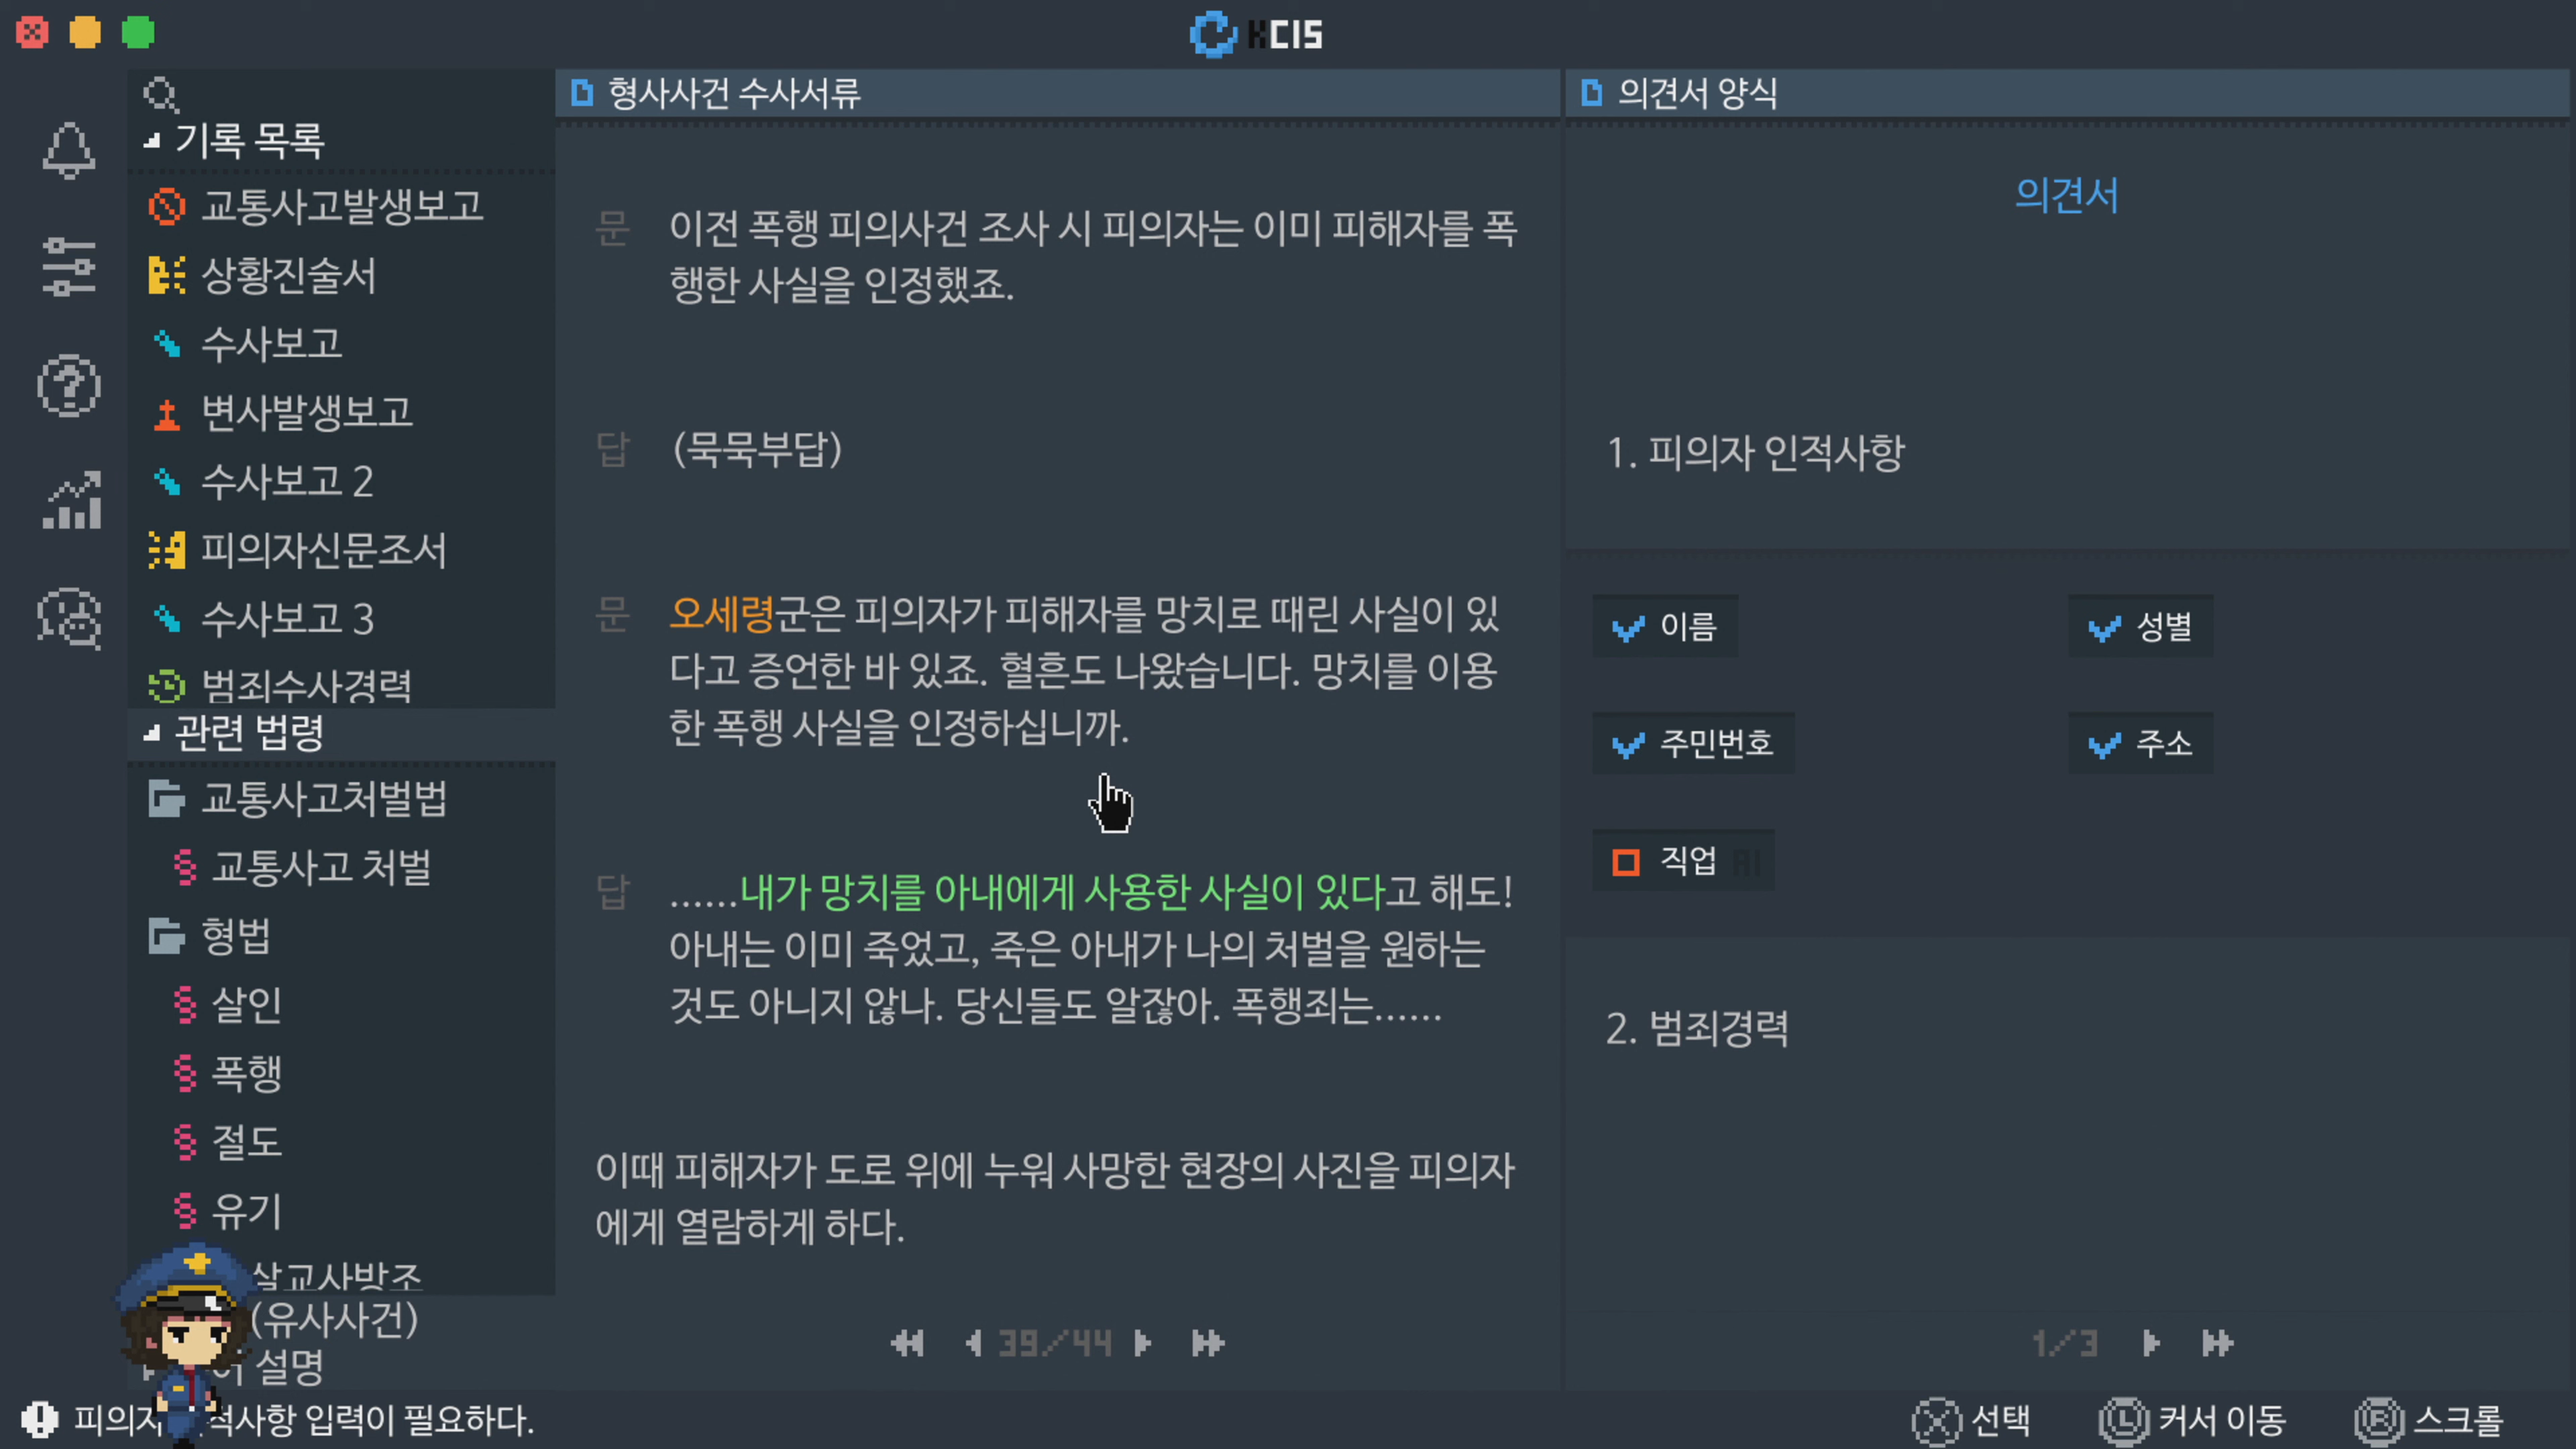 KCIS
기록 목록
교통사고발생보고
상황진술서
수사보고
변사발생보고
수사보고 2
피의자신문조서
수사보고 3
범죄수사경력
관련 법령
교통사고처벌법
교통사고 처벌
형법
살인
폭행
절도
유기
살교사방조
(유사사건)
설명
형사사건 수사서류
문 이전 폭행 피의사건 조사 시 피의자는 이미 피해자를 폭
행한 사실을 인정했죠.
답 (묵묵부답)
문 오세령군은 피의자가 피해자를 망치로 때린 사실이 있
다고 증언한 바 있죠. 혈흔도 나왔습니다. 망치를 이용
한 폭행 사실을 인정하십니까.
답 ......내가 망치를 아내에게 사용한 사실이 있다고 해도!
아내는 이미 죽었고, 죽은 아내가 나의 처벌을 원하는
것도 아니지 않나. 당신들도 알잖아. 폭행죄는......
이때 피해자가 도로 위에 누워 사망한 현장의 사진을 피의자
에게 열람하게 하다.
39/44
의견서 양식
의견서
1. 피의자 인적사항
이름 성별
주민번호 주소
직업
2. 범죄경력
1/3
피의자 적사항 입력이 필요하다.
선택 L 커서 이동 R 스크롤